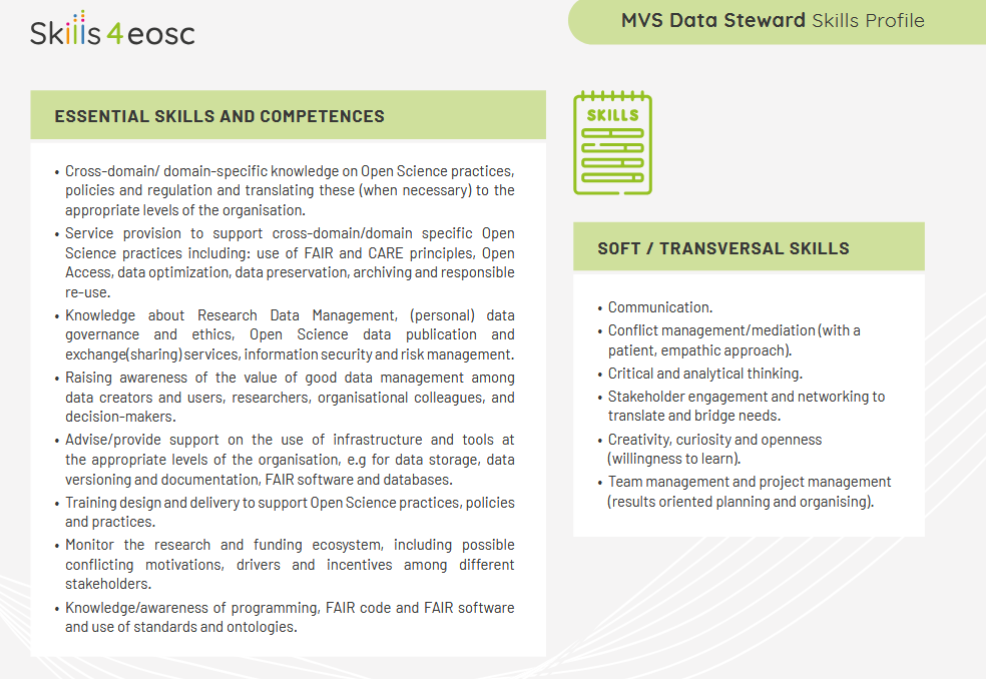 Skills4eosc
MVS Data Steward Skills Profile
ESSENTIAL SKILLS AND COMPETENCES
• Cross-domain/ domain-specific knowledge on Open Science practices,
policies and regulation and translating these (when necessary) to the
appropriate levels of the organisation.
• Service provision to support cross-domain/domain specific Open
Science practices including: use of FAIR and CARE principles, Open
Access, data optimization, data preservation, archiving and responsible
re-use.
• Knowledge about Research Data Management, (personal) data
governance and ethics, Open Science data publication and
exchange(sharing) services, information security and risk management.
• Raising awareness of the value of good data management among
data creators and users, researchers, organisational colleagues, and
decision-makers.
• Advise/provide support on the use of infrastructure and tools at
the appropriate levels of the organisation, e.g for data storage, data
versioning and documentation, FAIR software and databases.
• Training design and delivery to support Open Science practices, policies
and practices.
• Monitor the research and funding ecosystem, including possible
conflicting motivations, drivers and incentives among different
stakeholders.
• Knowledge/awareness of programming, FAIR code and FAIR software
and use of standards and ontologies.
SKILLS
SOFT / TRANSVERSAL SKILLS
• Communication.
• Conflict management/mediation (with a
patient, empathic approach).
• Critical and analytical thinking.
• Stakeholder engagement and networking to
translate and bridge needs.
• Creativity, curiosity and openness
(willingness to learn).
• Team management and project management
(results oriented planning and organising).